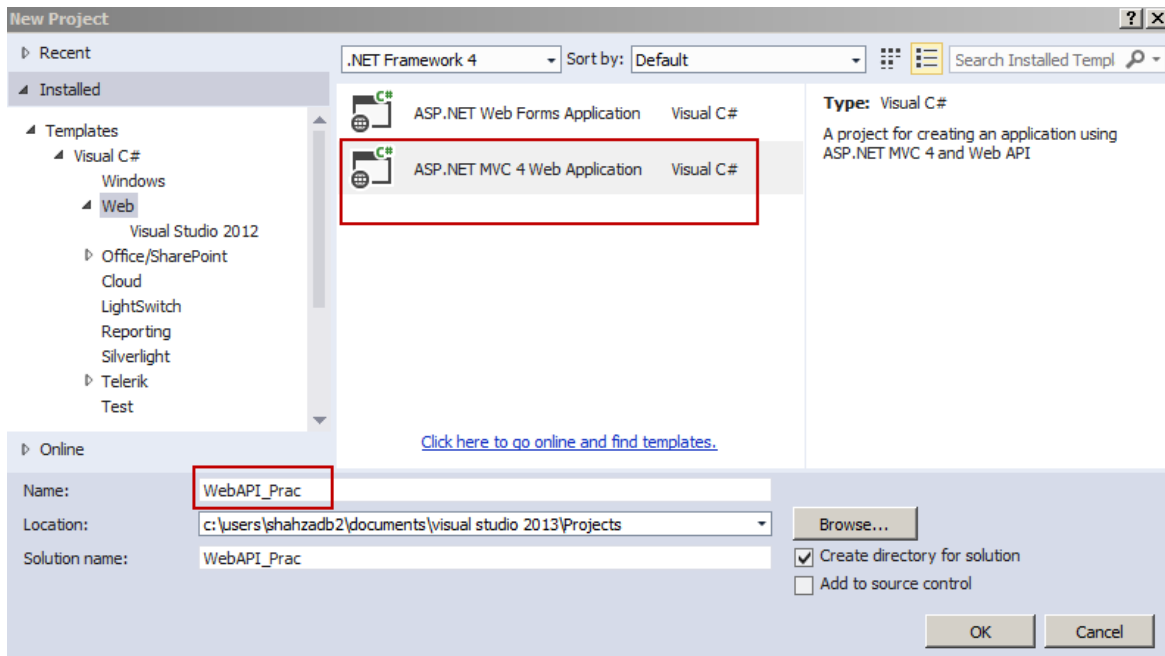 New Project
? X
Recent
Installed
Templates
Visual C#
Windows
Web
Visual Studio 2012
Office/SharePoint
Cloud
LightSwitch
Reporting
Silverlight
Telerik
Test
Online
.NET Framework 4 Sort by: Default Search Installed Templ
C# ASP.NET Web Forms Application Visual C#
C# ASP.NET MVC 4 Web Application Visual C#
Click here to go online and find templates.
Type: Visual C#
A project for creating an application using
ASP.NET MVC 4 and Web API
Name: WebAPI_Prac
Location: c:\users\shahzadb2\documents\visual studio 2013\Projects Browse...
Solution name: WebAPI_Prac
Create directory for solution
Add to source control
OK Cancel